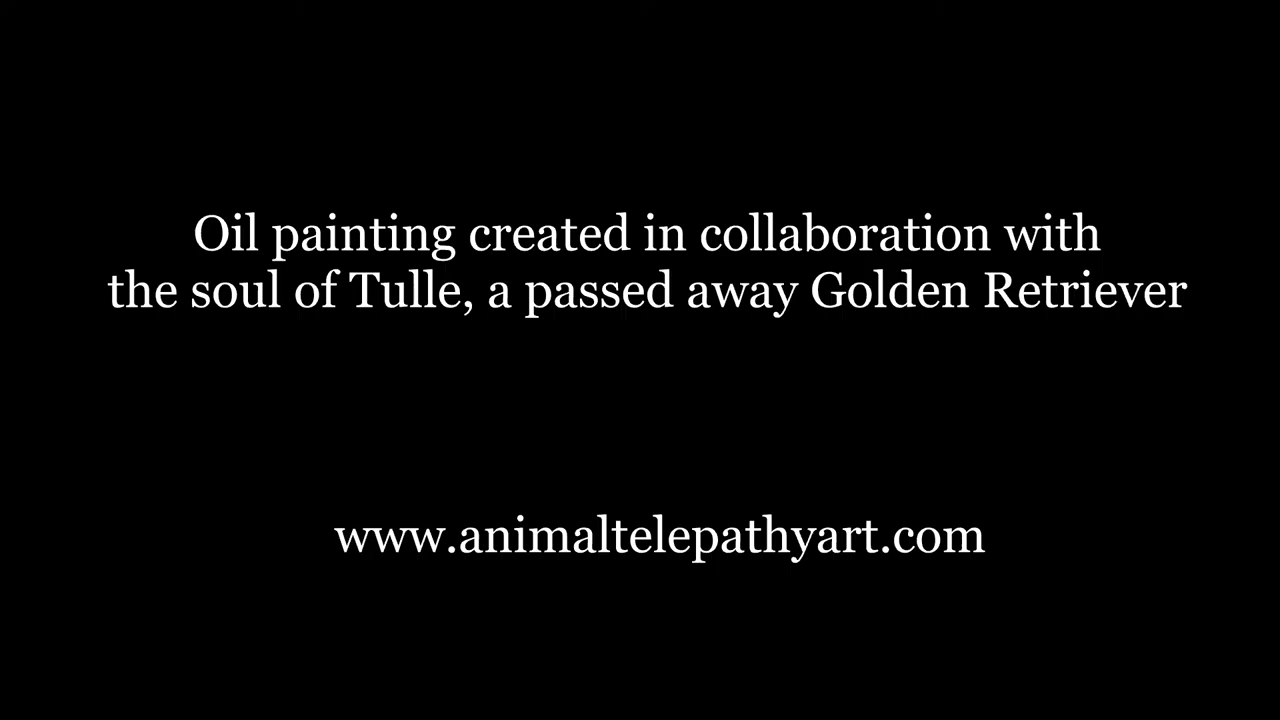 Oil painting created in collaboration with
the soul of Tulle, a passed away Golden Retriever
www.animaltelepathyart.com